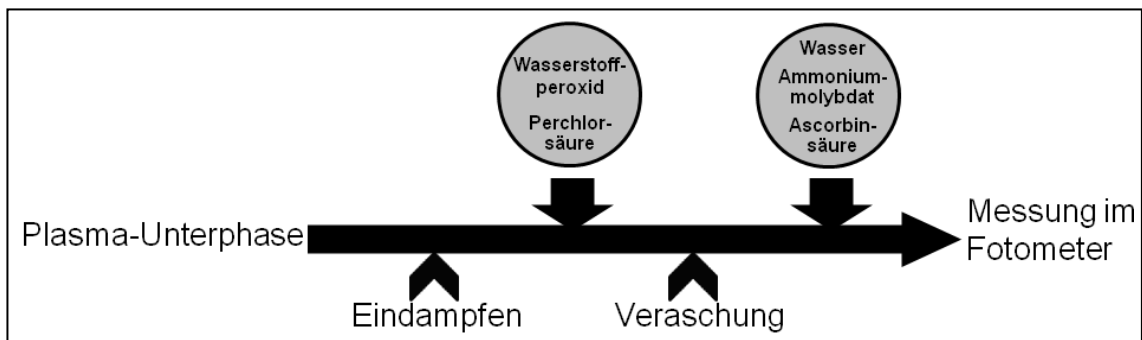 Wasserstoff-
peroxid
Perchlor-
säure
Wasser
Ammonium-
molybdat
Ascorbin-
säure
Plasma-Unterphase
Messung im
Fotometer
Eindampfen
Veraschung